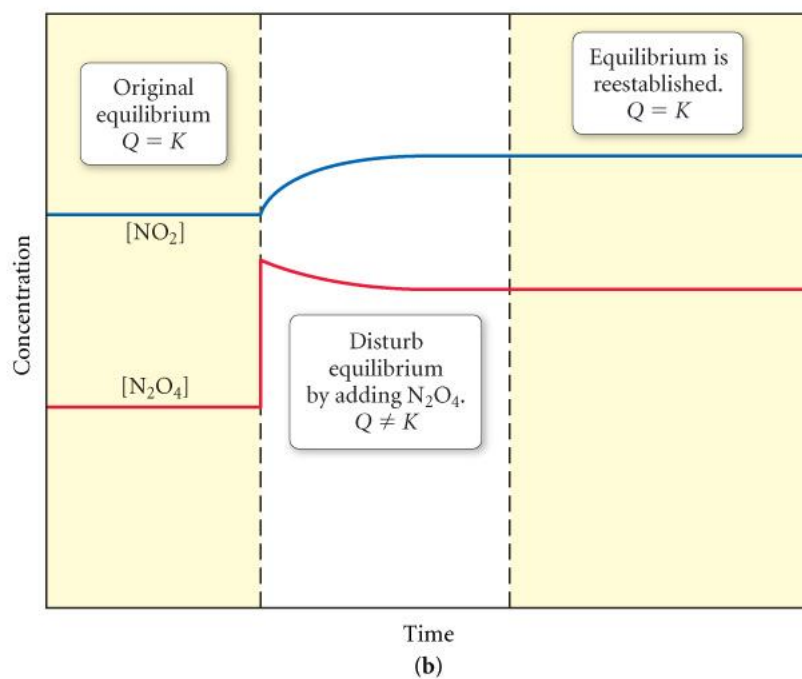 Original
equilibrium
Q = K
Equilibrium is
reestablished.
Q = K
[NO₂]
Concentration
[N₂O₄]
Disturb
equilibrium
by adding N₂O₄.
Q ≠ K
Time
(b)